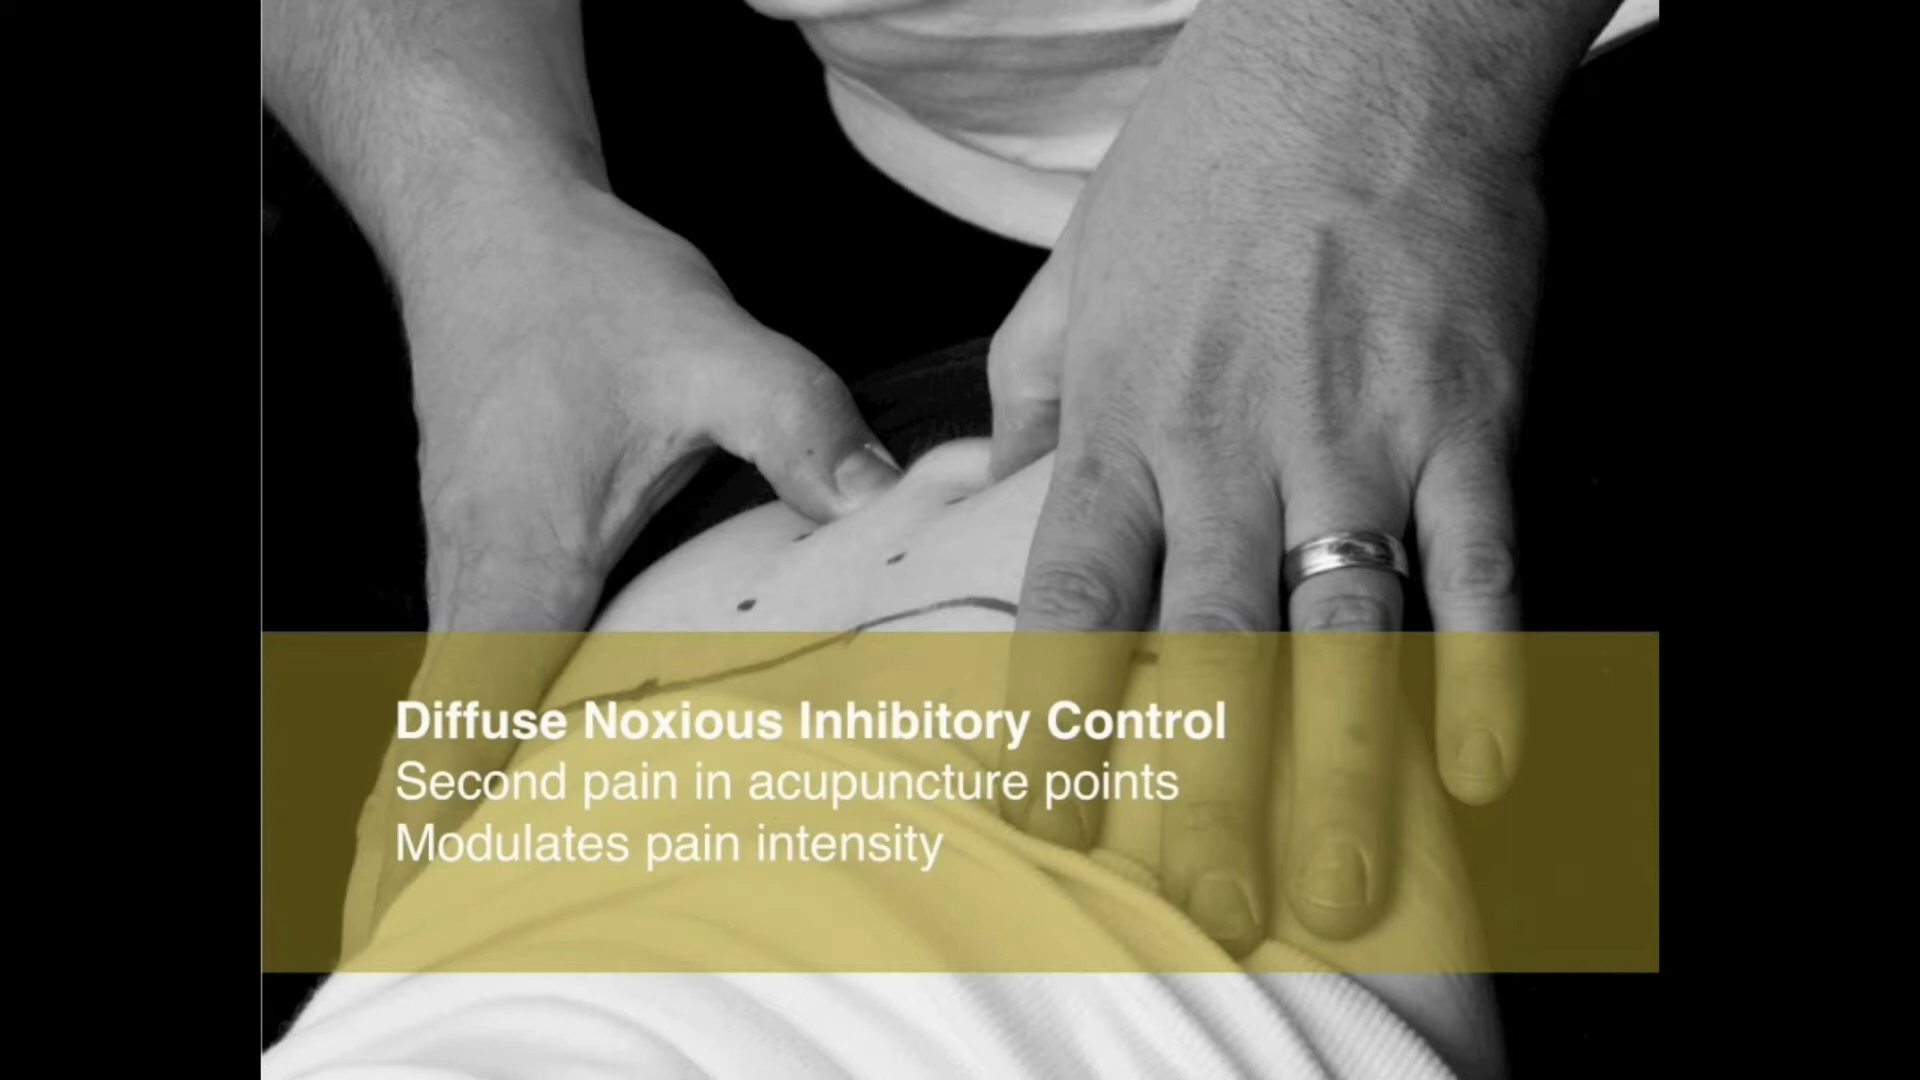 Diffuse Noxious Inhibitory Control
Second pain in acupuncture points
Modulates pain intensity